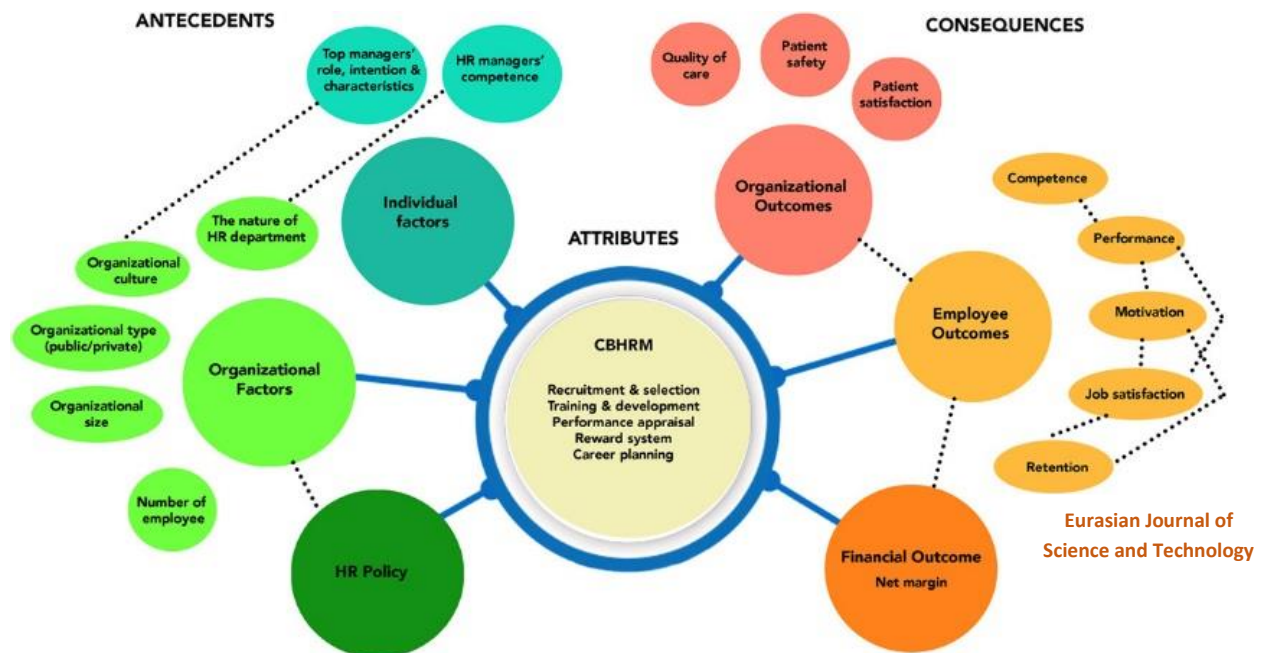 ANTECEDENTS
CONSEQUENCES
Top managers'
role, intention &
characteristics
HR managers'
competence
Quality of
care
Patient
safety
Patient
satisfaction
Individual
factors
The nature of
HR department
Organizational
culture
Organizational type
(public/private)
Organizational
size
Number of
employee
Organizational
Factors
HR Policy
ATTRIBUTES
CBHRM
Recruitment & selection
Training & development
Performance appraisal
Reward system
Career planning
Organizational
Outcomes
Employee
Outcomes
Financial Outcome
Net margin
Competence
Performance
Motivation
Job satisfaction
Retention
Eurasian Journal of
Science and Technology